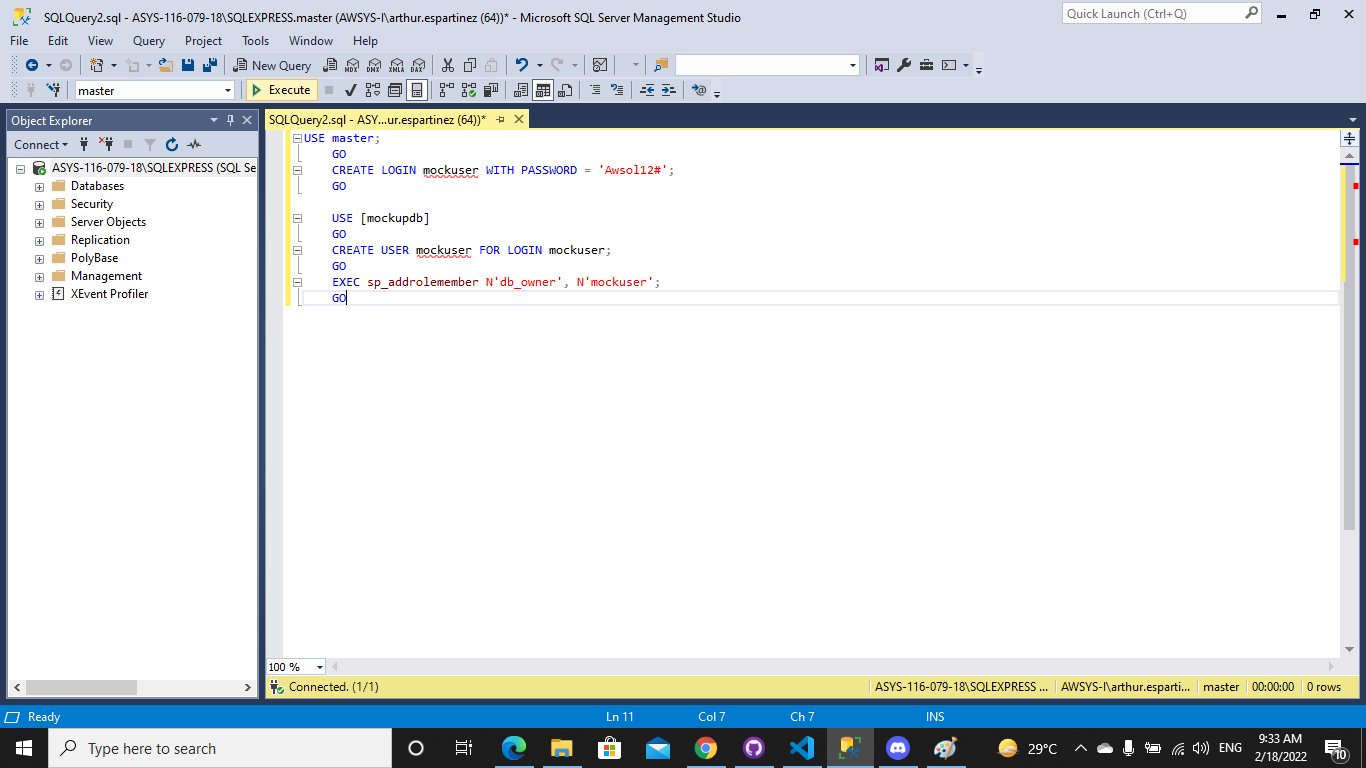 SQLQuery2.sql - ASYS-116-079-18\SQLEXPRESS.master (AWSYS-I\arthur.espartinez (64))* - Microsoft SQL Server Management Studio
Quick Launch (Ctrl+Q)
File Edit View Query Project Tools Window Help
New Query MDX DMX XMLA DAX
master Execute
Object Explorer
SQLQuery2.sql - ASY...ur.espartinez (64))*
Connect
ASYS-116-079-18\SQLEXPRESS (SQL Se
Databases
Security
Server Objects
Replication
PolyBase
Management
XEvent Profiler
USE master;
GO
CREATE LOGIN mockuser WITH PASSWORD = 'Awsol12#';
GO
USE [mockupdb]
GO
CREATE USER mockuser FOR LOGIN mockuser;
GO
EXEC sp_addrolemember N'db_owner', N'mockuser';
GO
100 %
Connected. (1/1) ASYS-116-079-18\SQLEXPRESS ... AWSYS-I\arthur.esparti... master 00:00:00 0 rows
Ready Ln 11 Col 7 Ch 7 INS
Type here to search 29°C ENG 9:33 AM
2/18/2022 10